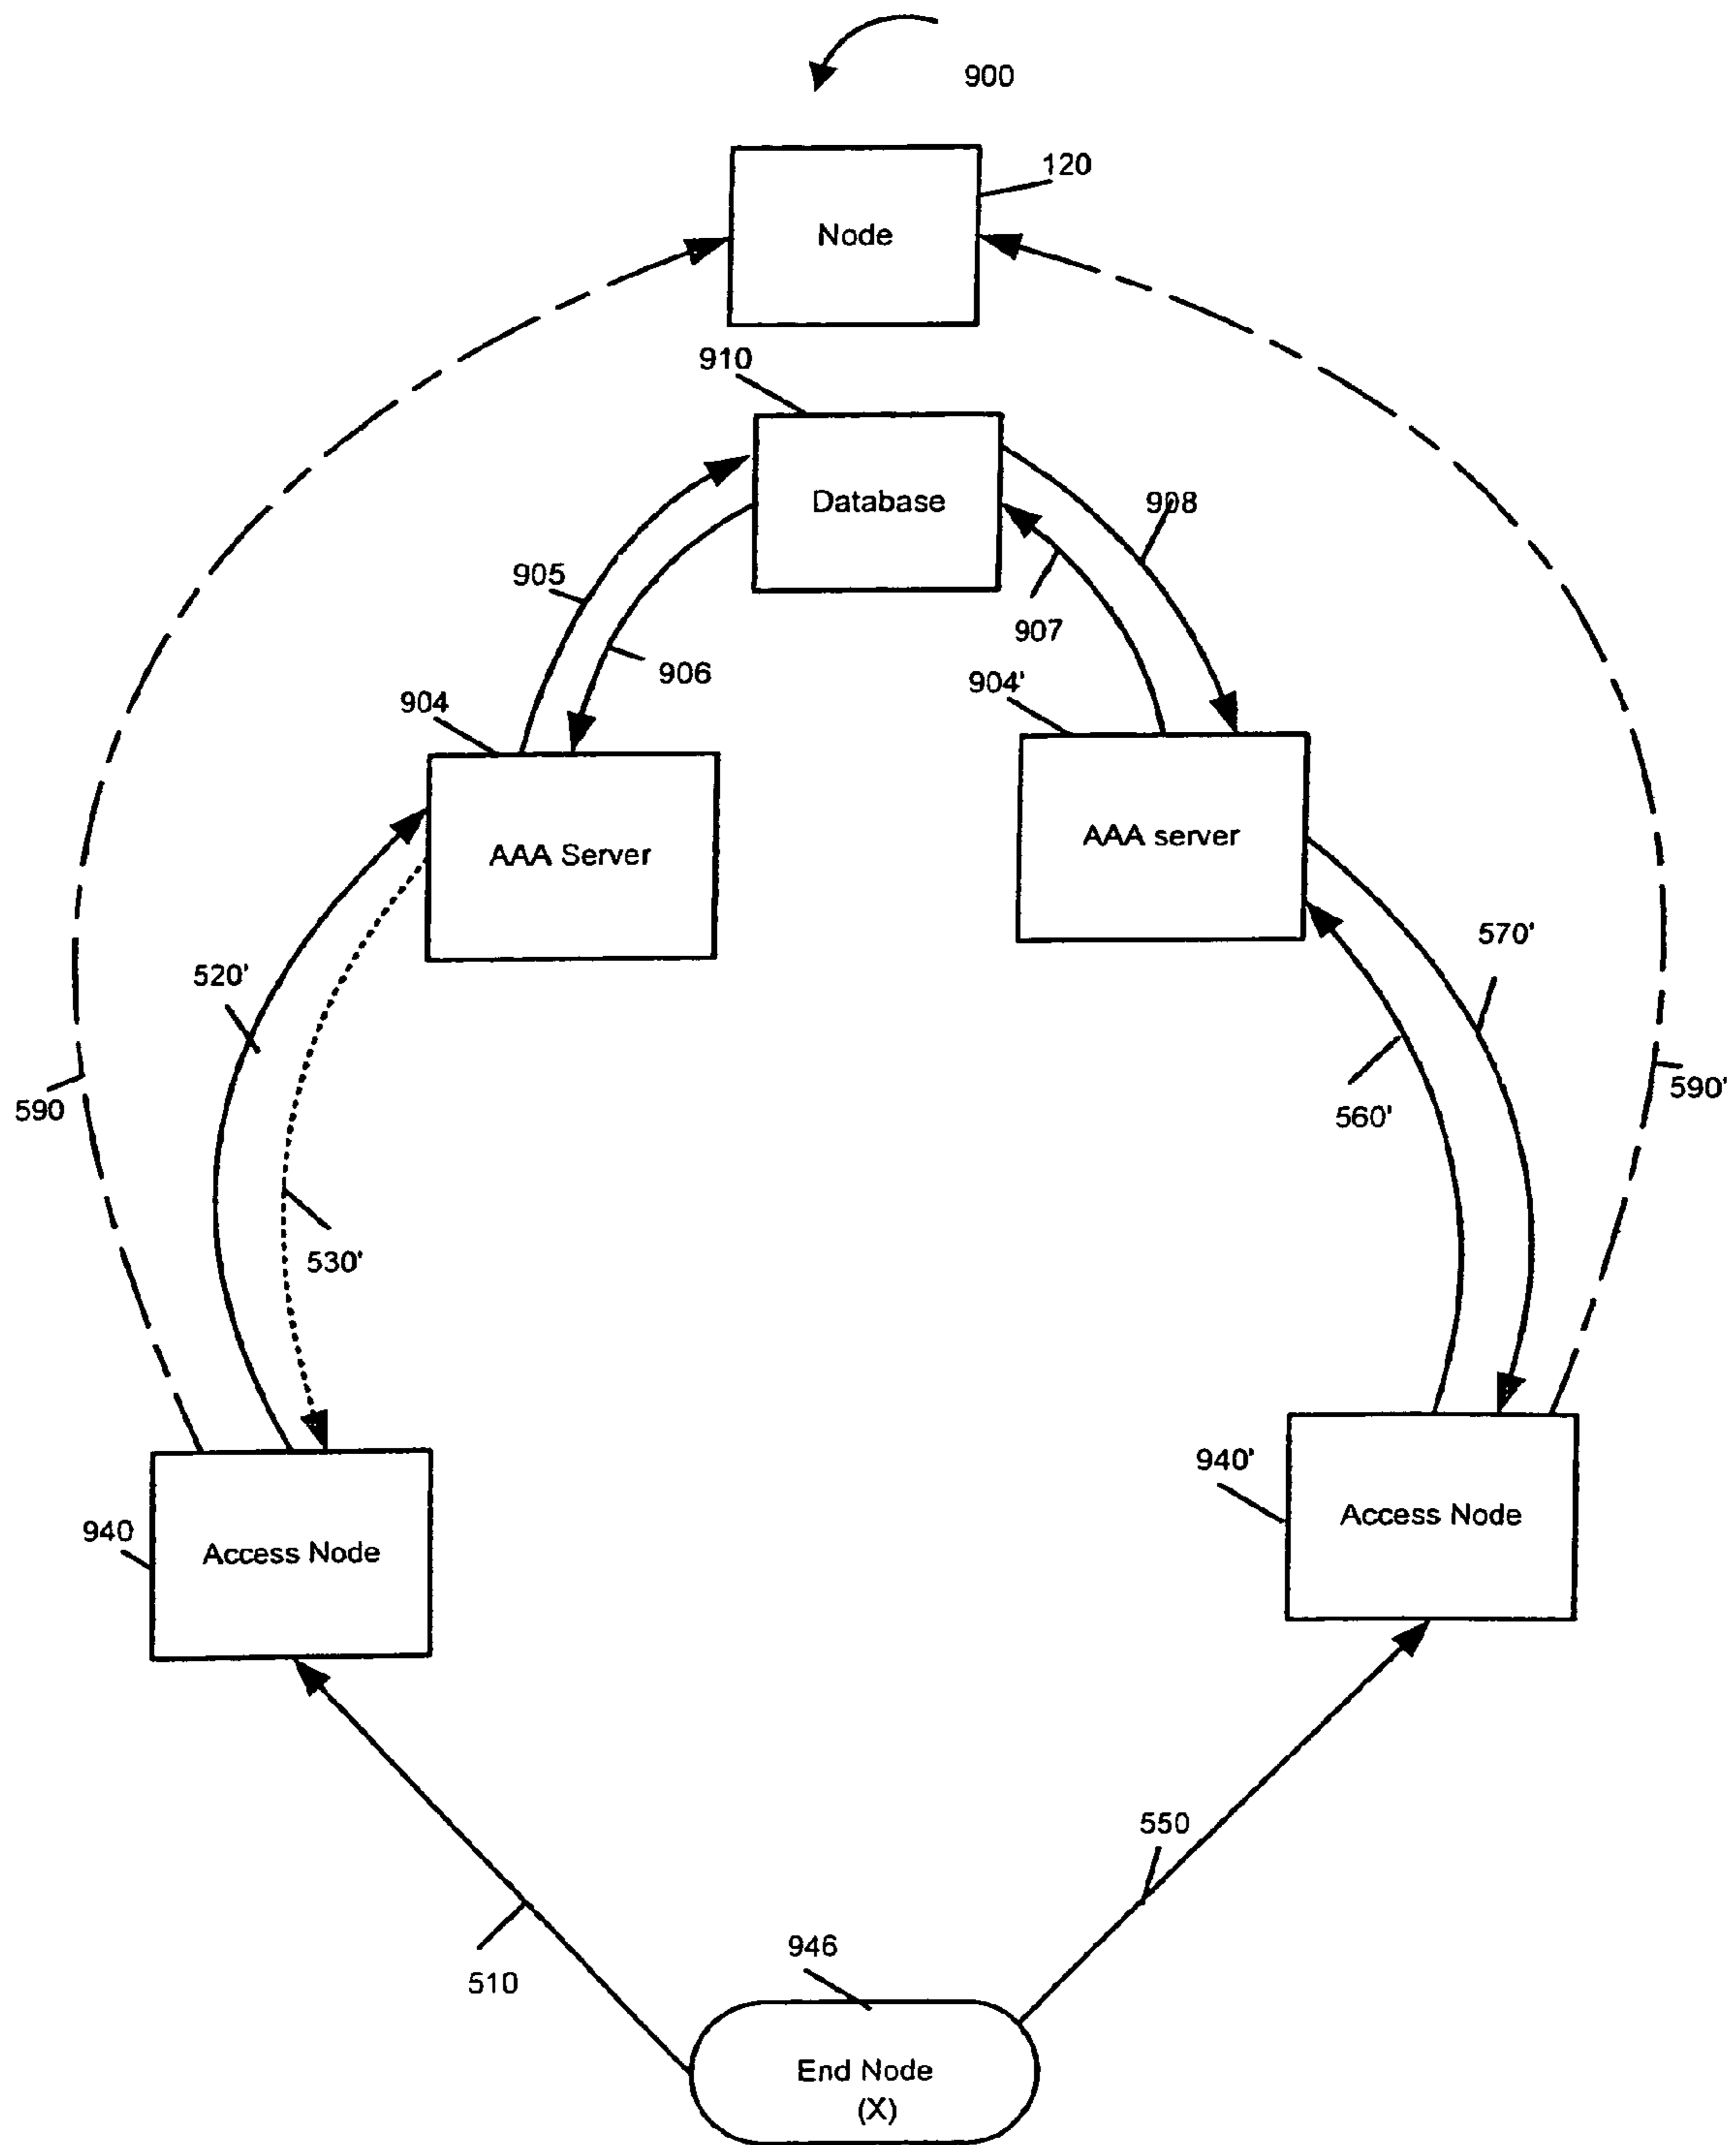 900
120
Node
910
Database
908
905
907
906
904
904'
AAA Server
AAA server
570'
520'
590
560'
590'
530'
940'
940
Access Node
Access Node
550
946
510
End Node
(X)